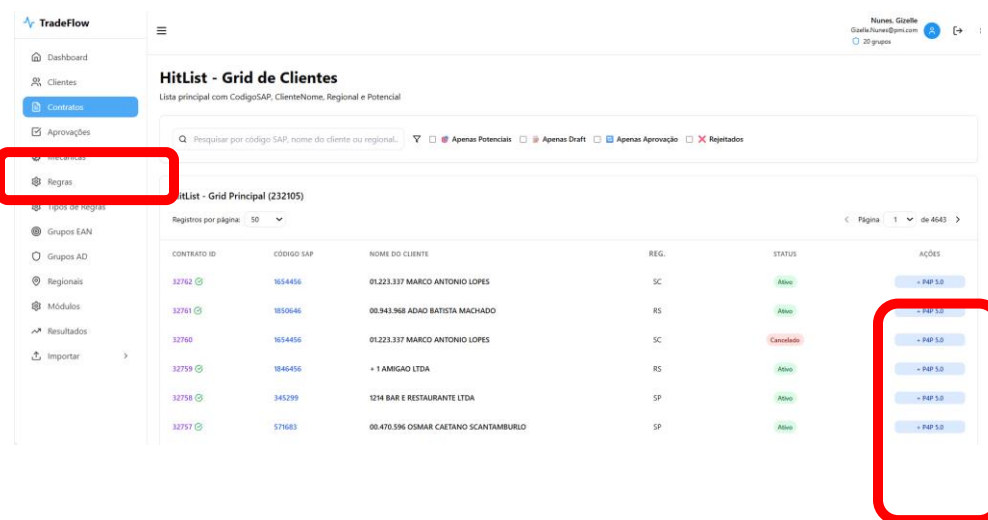 TradeFlow
Dashboard
Clientes
Contratos
Aprovações
Mecânicas
Regras
Tipos de Regras
Grupos EAN
Grupos AD
Regionais
Módulos
Resultados
Importar
Nunes, Gizelle
Gizelle.Nunes@pmi.com
20 grupos
HitList - Grid de Clientes
Lista principal com CodigoSAP, ClienteNome, Regional e Potencial
Pesquisar por código SAP, nome do cliente ou regional.. Apenas Potenciais Apenas Draft Apenas Aprovação Rejeitados
HitList - Grid Principal (232105)
Registros por página: 50 Página 1 de 4643
CONTRATO ID CÓDIGO SAP NOME DO CLIENTE REG. STATUS AÇÕES
32762 1654456 01.223.337 MARCO ANTONIO LOPES SC Ativo + P4P 5.0
32761 1850646 00.943.968 ADAO BATISTA MACHADO RS Ativo + P4P 5.0
32760 1654456 01.223.337 MARCO ANTONIO LOPES SC Cancelado + P4P 5.0
32759 1846456 + 1 AMIGAO LTDA RS Ativo + P4P 5.0
32758 345299 1214 BAR E RESTAURANTE LTDA SP Ativo + P4P 5.0
32757 571683 00.470.596 OSMAR CAETANO SCANTAMBURLO SP Ativo + P4P 5.0